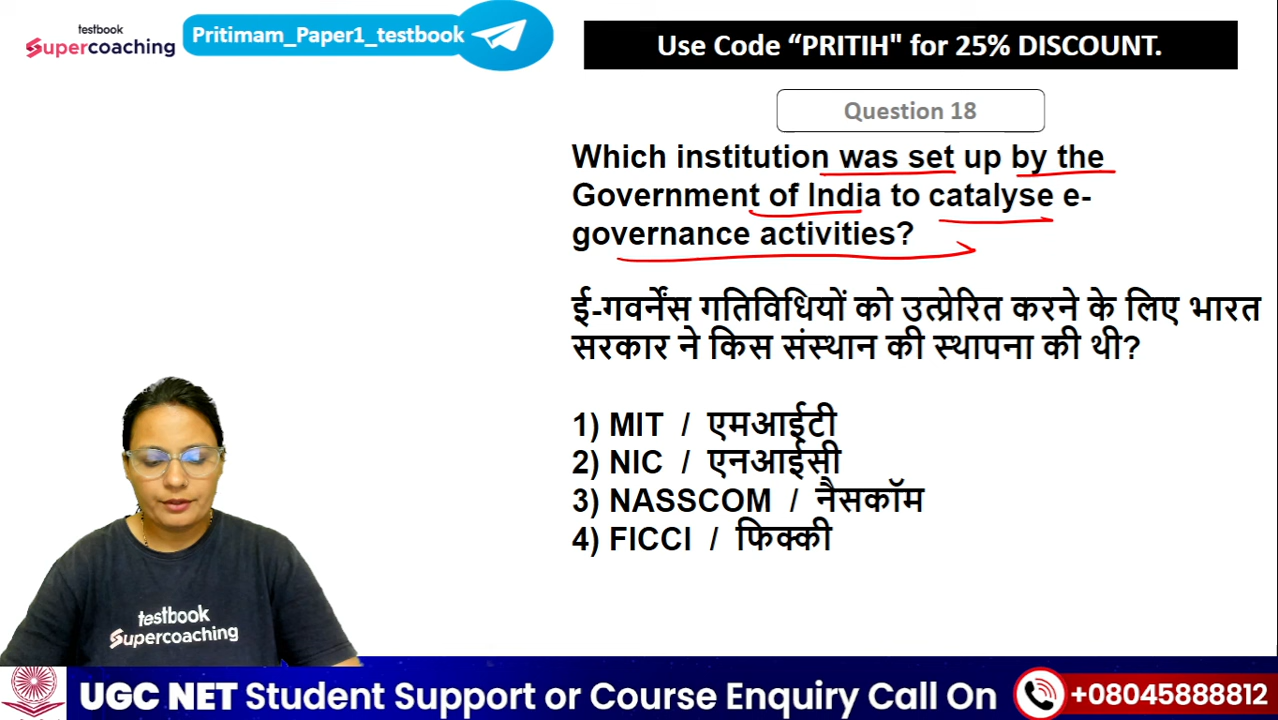 testbook
Supercoaching
Pritimam_Paper1_testbook
Use Code “PRITIH" for 25% DISCOUNT.
Question 18
Which institution was set up by the
Government of India to catalyse e-
governance activities?
ई-गवर्नेंस गतिविधियों को उत्प्रेरित करने के लिए भारत
सरकार ने किस संस्थान की स्थापना की थी?
1) MIT / एमआईटी
2) NIC / एनआईसी
3) NASSCOM / नैसकॉम
4) FICCI / फिक्की
testbook
Supercoaching
UGC NET Student Support or Course Enquiry Call On +08045888812